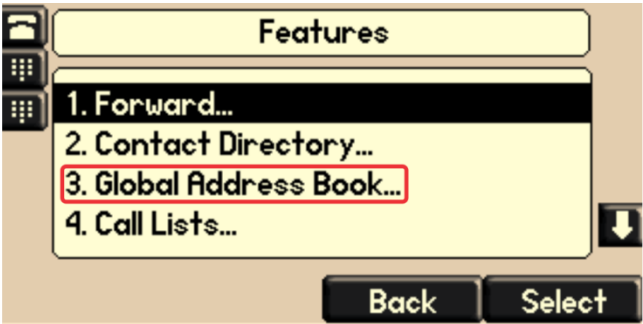 Features
1. Forward...
2. Contact Directory...
3. Global Address Book...
4. Call Lists...
Back Select